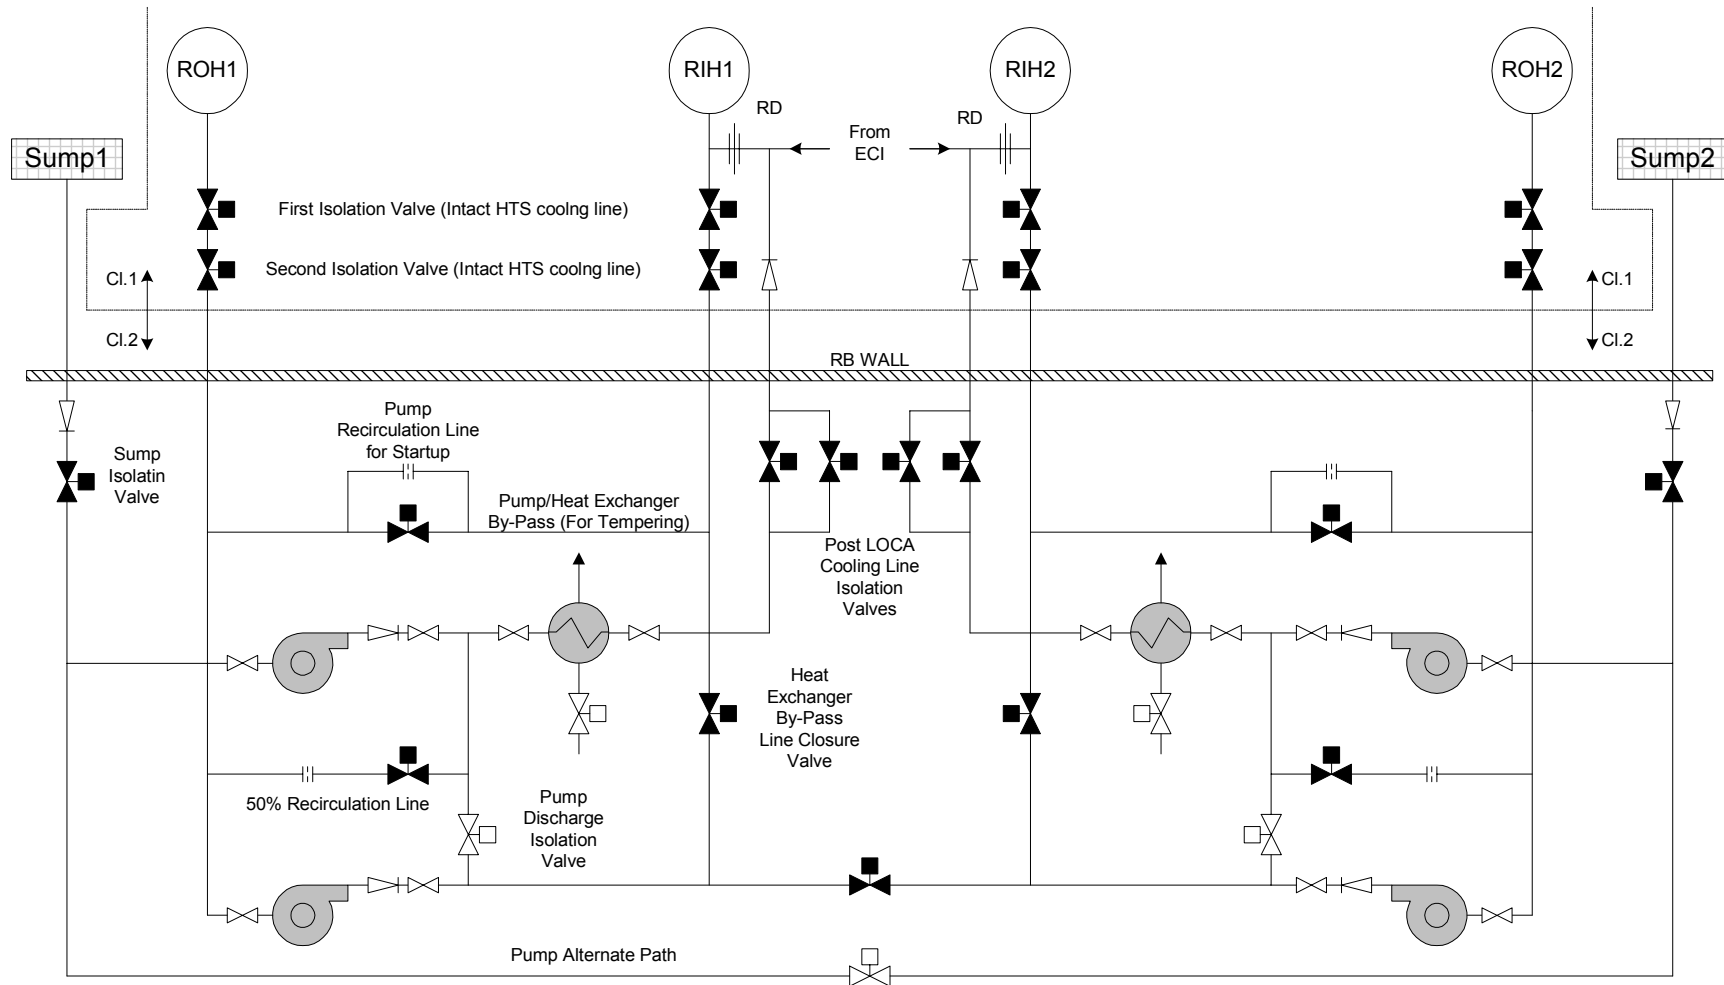 ROH1
RIH1
RIH2
ROH2
RD
RD
From
ECI
Sump1
Sump2
First Isolation Valve (Intact HTS coolng line)
Second Isolation Valve (Intact HTS coolng line)
Cl.1
Cl.1
Cl.2
Cl.2
RB WALL
Pump
Recirculation Line
for Startup
Sump
Isolatin
Valve
Pump/Heat Exchanger
By-Pass (For Tempering)
Post LOCA
Cooling Line
Isolation
Valves
Heat
Exchanger
By-Pass
Line Closure
Valve
50% Recirculation Line
Pump
Discharge
Isolation
Valve
Pump Alternate Path